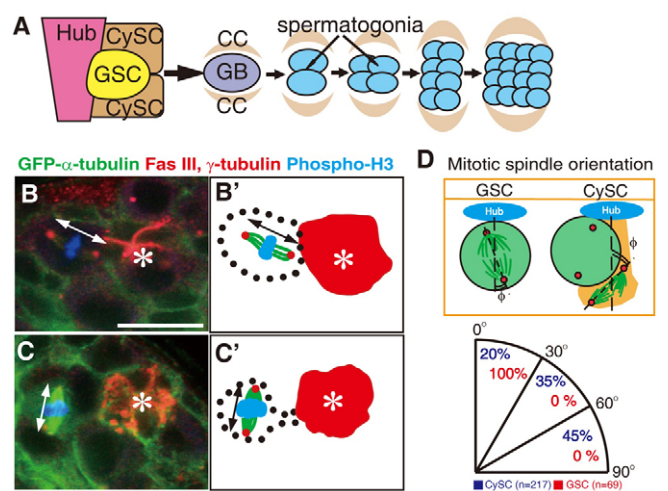 A
Hub
CySC
GSC
CySC
CC
GB
CC
spermatogonia
GFP-α-tubulin Fas III, γ-tubulin Phospho-H3
B
*
B’
*
C
*
C’
*
D
Mitotic spindle orientation
GSC
CySC
Hub
Hub
ϕ
ϕ
0°
20%
100%
30°
35%
0 %
60°
45%
0 %
90°
CySC (n=217) GSC (n=69)